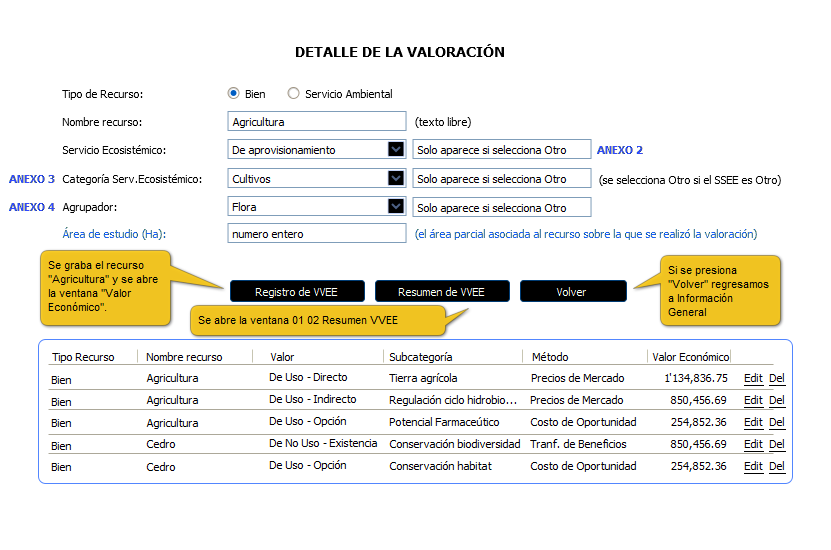 DETALLE DE LA VALORACIÓN
Tipo de Recurso: Bien Servicio Ambiental
Nombre recurso: Agricultura (texto libre)
Servicio Ecosistémico: De aprovisionamiento Solo aparece si selecciona Otro ANEXO 2
ANEXO 3 Categoría Serv.Ecosistémico: Cultivos Solo aparece si selecciona Otro (se selecciona Otro si el SSEE es Otro)
ANEXO 4 Agrupador: Flora Solo aparece si selecciona Otro
Área de estudio (Ha): numero entero (el área parcial asociada al recurso sobre la que se realizó la valoración)
Se graba el recurso
"Agricultura" y se abre
la ventana "Valor
Económico".
Registro de VVEE Resumen de VVEE Volver
Si se presiona
"Volver" regresamos
a Información
General
Se abre la ventana 01 02 Resumen VVEE
Tipo Recurso Nombre recurso Valor Subcategoría Método Valor Económico
Bien Agricultura De Uso - Directo Tierra agrícola Precios de Mercado 1'134,836.75 Edit Del
Bien Agricultura De Uso - Indirecto Regulación ciclo hidrobio... Precios de Mercado 850,456.69 Edit Del
Bien Agricultura De Uso - Opción Potencial Farmaceútico Costo de Oportunidad 254,852.36 Edit Del
Bien Cedro De No Uso - Existencia Conservación biodiversidad Tranf. de Beneficios 850,456.69 Edit Del
Bien Cedro De Uso - Opción Conservación habitat Costo de Oportunidad 254,852.36 Edit Del